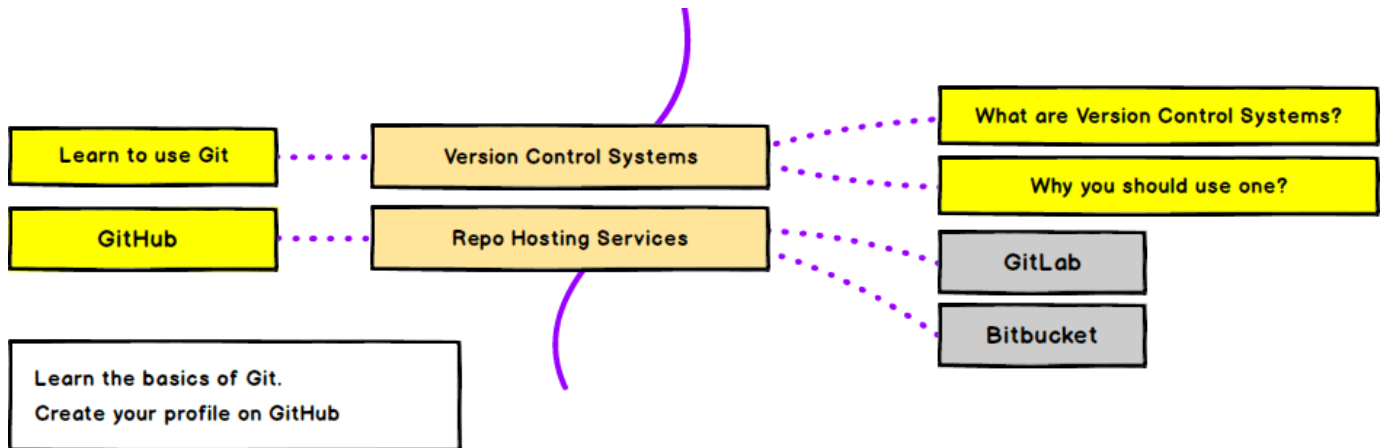 What are Version Control Systems?
Learn to use Git
Version Control Systems
Why you should use one?
GitHub
Repo Hosting Services
GitLab
Bitbucket
Learn the basics of Git.
Create your profile on GitHub